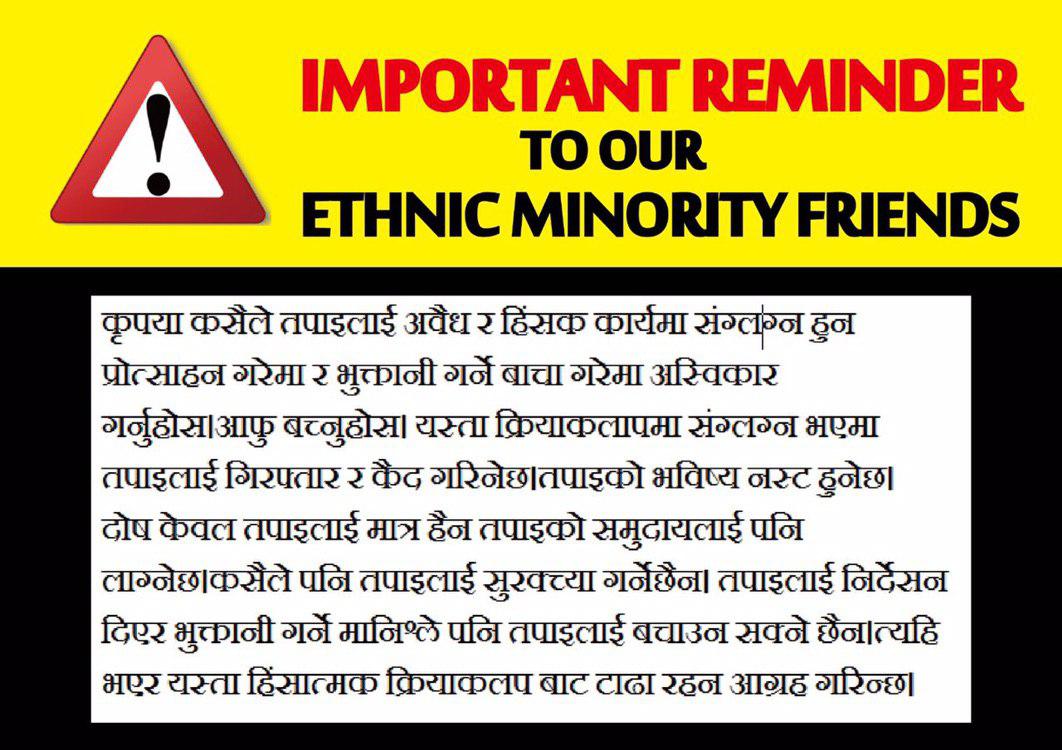 IMPORTANT REMINDER
TO OUR
ETHNIC MINORITY FRIENDS
कृपया कसैले तपाइलाई अवैध र हिंसक कार्यमा संग्लग्न हुन
प्रोत्साहन गरेमा र भुक्तानी गर्ने बाचा गरेमा अस्विकार
गर्नुहोस।आफु बच्नुहोस। यस्ता क्रियाकलापमा संग्लग्न भएमा
तपाइलाई गिरफ्तार र कैद गरिनेछ।तपाइको भविष्य नस्ट हुनेछ।
दोष केवल तपाइलाई मात्र हैन तपाइको समुदायलाई पनि
लाग्नेछ।कसैले पनि तपाइलाई सुरक्च्या गर्नेछैन। तपाइलाई निर्देसन
दिएर भुक्तानी गर्ने मानिश्ले पनि तपाइलाई बचाउन सक्ने छैन।त्यहि
भएर यस्ता हिंसात्मक क्रियाकलप बाट टाढा रहन आग्रह गरिन्छ।